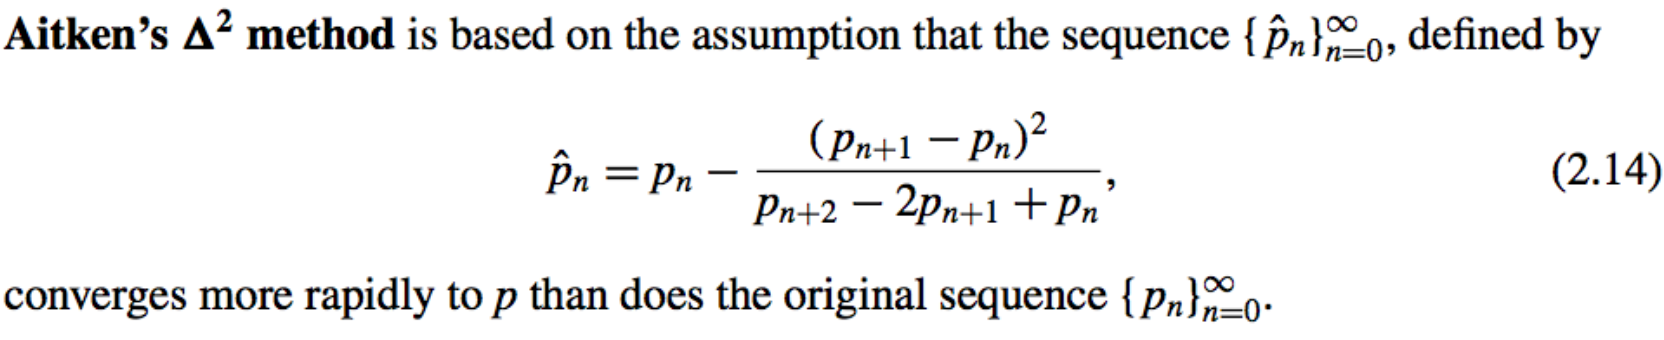 Aitken's Δ² method is based on the assumption that the sequence {p̂ₙ}∞ₙ₌₀, defined by
p̂ₙ = pₙ − (pₙ₊₁ − pₙ)² / (pₙ₊₂ − 2pₙ₊₁ + pₙ), (2.14)
converges more rapidly to p than does the original sequence {pₙ}∞ₙ₌₀.